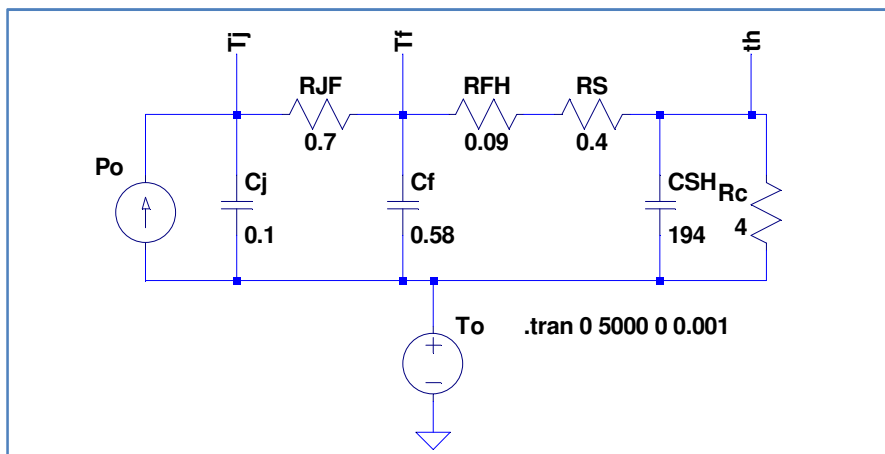 Tj
Tf
th
RJF
RFH
RS
0.7
0.09
0.4
Po
Cj
Cf
CSH
Rc
0.1
0.58
194
4
To
.tran 0 5000 0 0.001